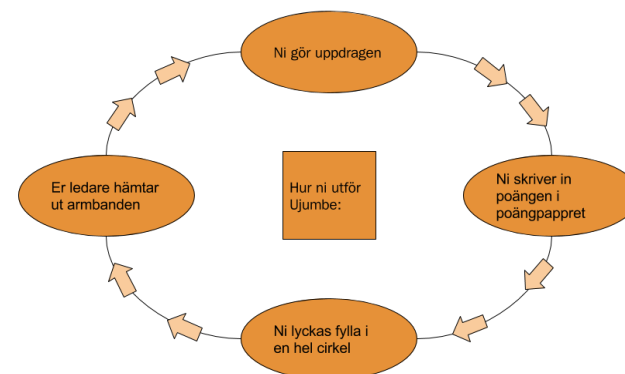 Ni gör uppdragen
Er ledare hämtar
ut armbanden
Hur ni utför
Ujumbe:
Ni skriver in
poängen i
poängpappret
Ni lyckas fylla i
en hel cirkel